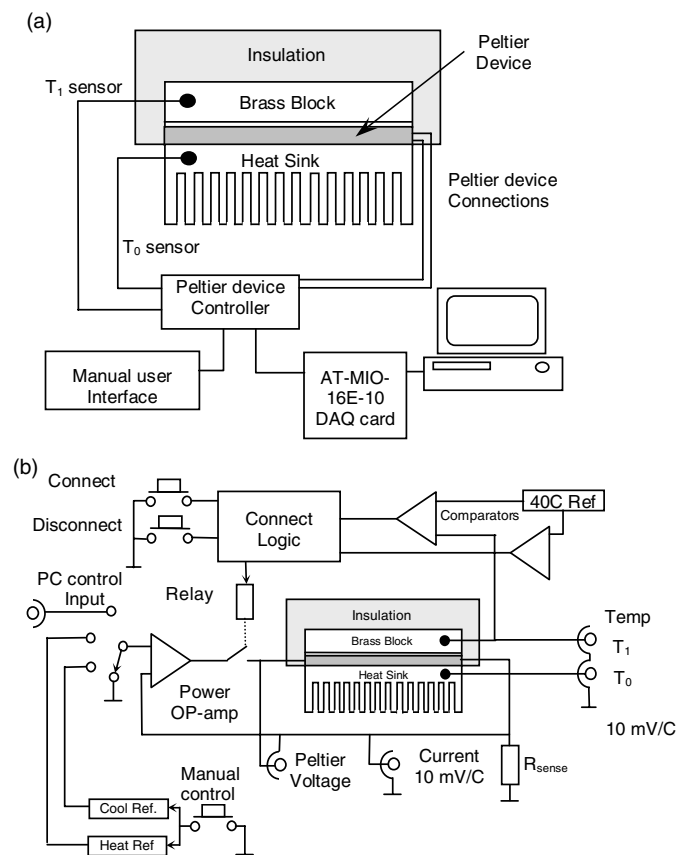 (a)
Insulation
Peltier
Device
T₁ sensor
Brass Block
Heat Sink
Peltier device
Connections
T₀ sensor
Peltier device
Controller
Manual user
Interface
AT-MIO-
16E-10
DAQ card
(b)
Connect
Disconnect
Connect
Logic
Comparators
40C Ref
PC control
Input
Relay
Insulation
Brass Block
Heat Sink
Temp
T₁
T₀
10 mV/C
Power
OP-amp
Peltier
Voltage
Current
10 mV/C
Rsense
Manual
control
Cool Ref.
Heat Ref